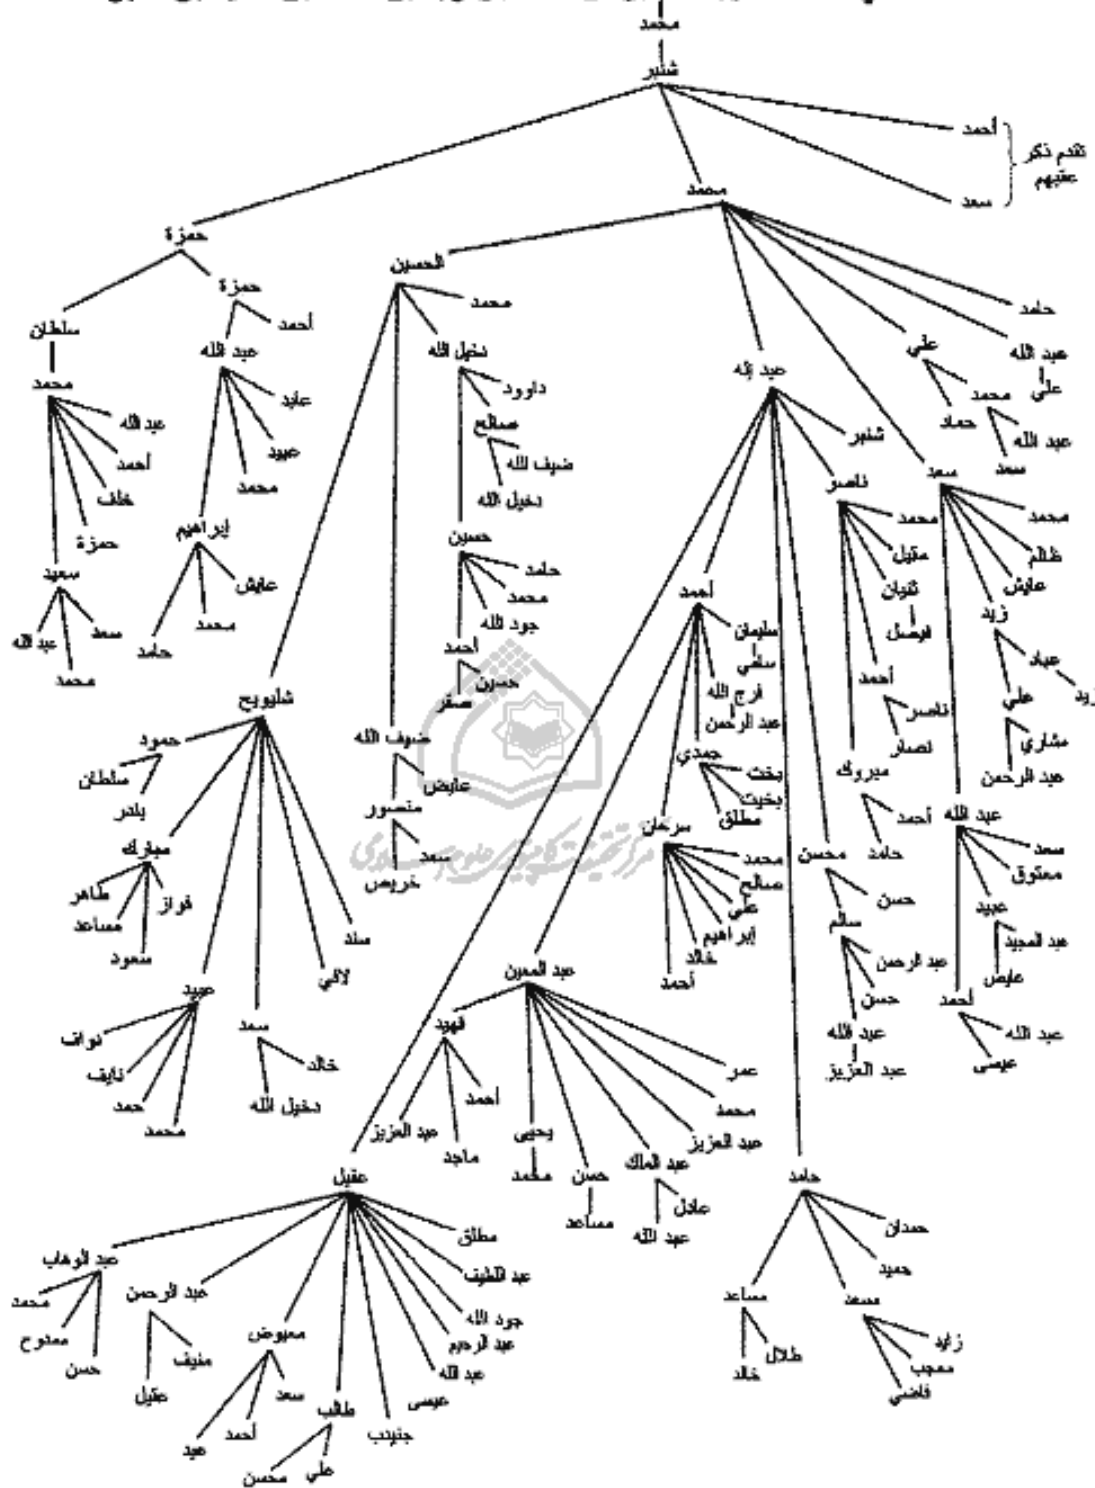 محمد
شنبر
أحمد
تقدم ذكر
عقبهم
سعد
محمد
حمزة
الحسين
حمزة
محمد
حامد
أحمد
سلطان
عبد الله
دخيل الله
علي
عبد الله
عبد الله
محمد
عابد
داوود
محمد
علي
عبد الله
صالح
حماد
عبد الله
أحمد
عبيد
ضيف الله
شنبر
سعد
خلف
محمد
دخيل الله
ناصر
سعد
حمزة
إبراهيم
حسين
محمد
محمد
سعيد
عايش
حامد
مقبل
ظالم
محمد
أحمد
ثنيان
عايش
عبد الله
سعد
محمد
حامد
جود الله
سليمان
فيصل
زيد
محمد
أحمد
سلمي
عباد
حسين
فرج الله
أحمد
زيد
شليويح
صقر
عبد الرحمن
ناصر
علي
حمود
ضيف الله
حمدي
نصار
مشاري
سلطان
عايض
بخت
مبروك
عبد الرحمن
بندر
منصور
بخيت
مطلق
أحمد
عبد الله
مبارك
سعد
سرحان
محمد
محسن
حامد
سعد
طاهر
فواز
خريص
صالح
حسن
معتوق
مساعد
علي
سالم
عبيد
سعود
سند
إبراهيم
عبد الرحمن
عبد المجيد
لافي
خالد
عايض
عبيد
عبد المعين
أحمد
حسن
أحمد
نواف
سعد
فهيد
عبد الله
عبد الله
نايف
خالد
عمر
عبد العزيز
عيسى
حمد
دخيل الله
أحمد
محمد
محمد
عبد العزيز
يحيى
عبد العزيز
ماجد
محمد
حسن
عبد الملك
عقيل
حامد
مساعد
عادل
عبد الله
حمدان
عبد الوهاب
مطلق
حميد
محمد
عبد الرحمن
عبد اللطيف
مساعد
مسعد
ممدوح
جود الله
زايد
حسن
منيف
معيوض
عبد الرحيم
طلال
معجب
عقيل
سعد
عبد الله
خالد
قاضي
عيسى
طالب
عيد
أحمد
جنيدب
محسن
علي